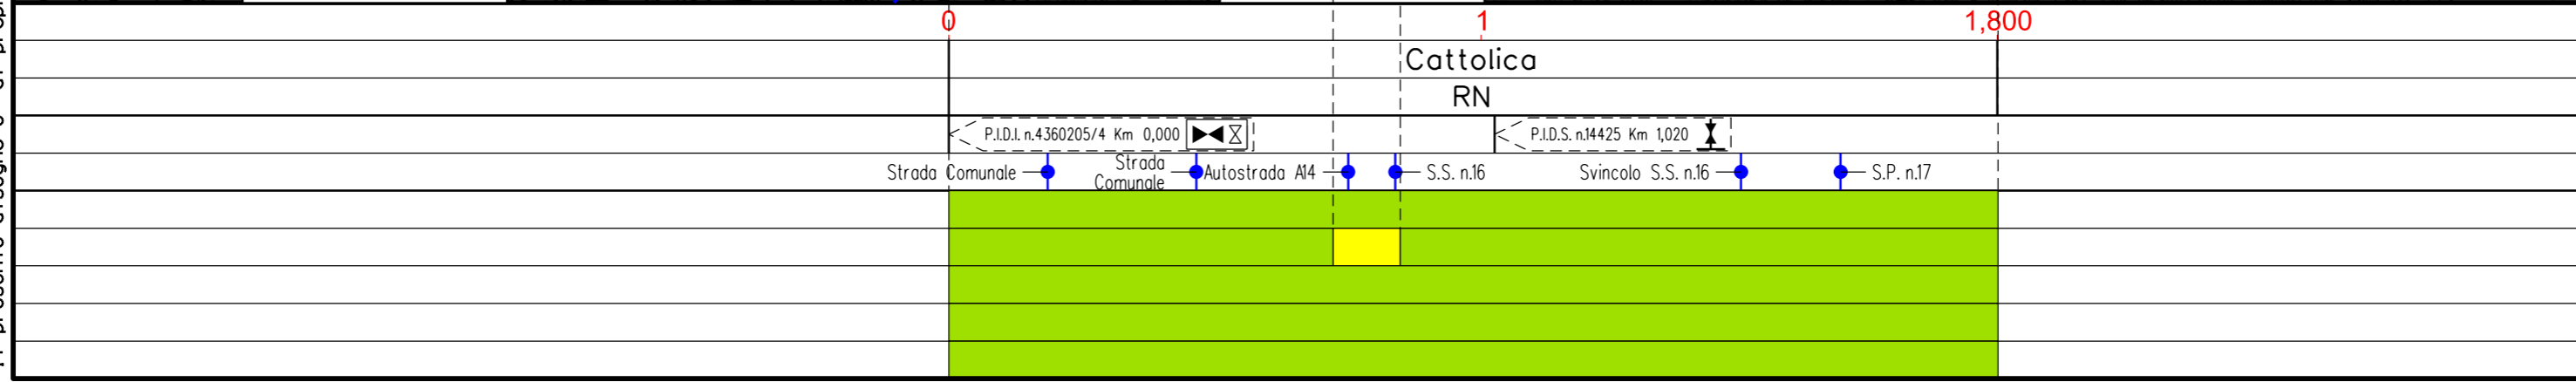 0 1 1,800
Cattolica
RN
P.I.D.I. n.4360205/4 Km 0,000 P.I.D.S. n.14425 Km 1,020
Strada Comunale
Strada
Comunale
Autostrada A14
S.S. n.16
Svincolo S.S. n.16
S.P. n.17